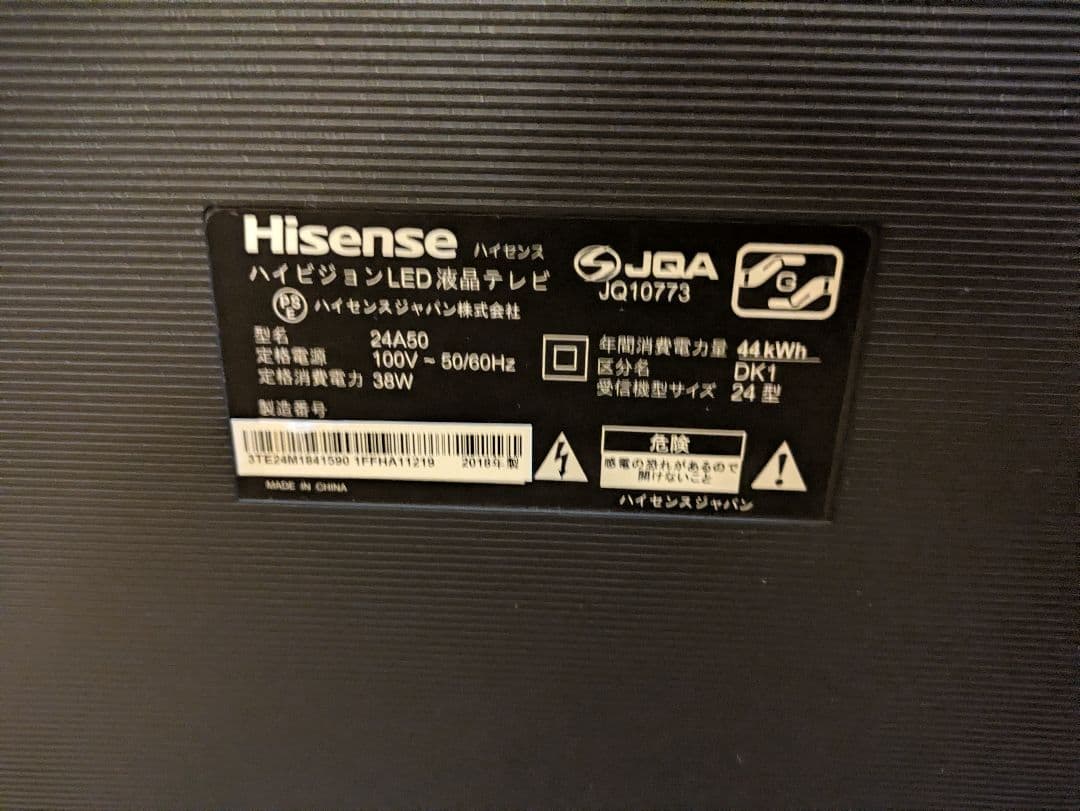 Hisense ハイセンス
ハイビジョンLED液晶テレビ
PSE ハイセンスジャパン株式会社
型名 24A50
定格電源 100V ~ 50/60Hz
定格消費電力 38W
製造番号
3TE24M1841590 1FFHA11219 2018年製
MADE IN CHINA
JQA
JQ10773
G
年間消費電力量 44kWh
区分名 DK1
受信機型サイズ 24型
危険
感電の恐れがあるので
開けないこと
ハイセンスジャパン